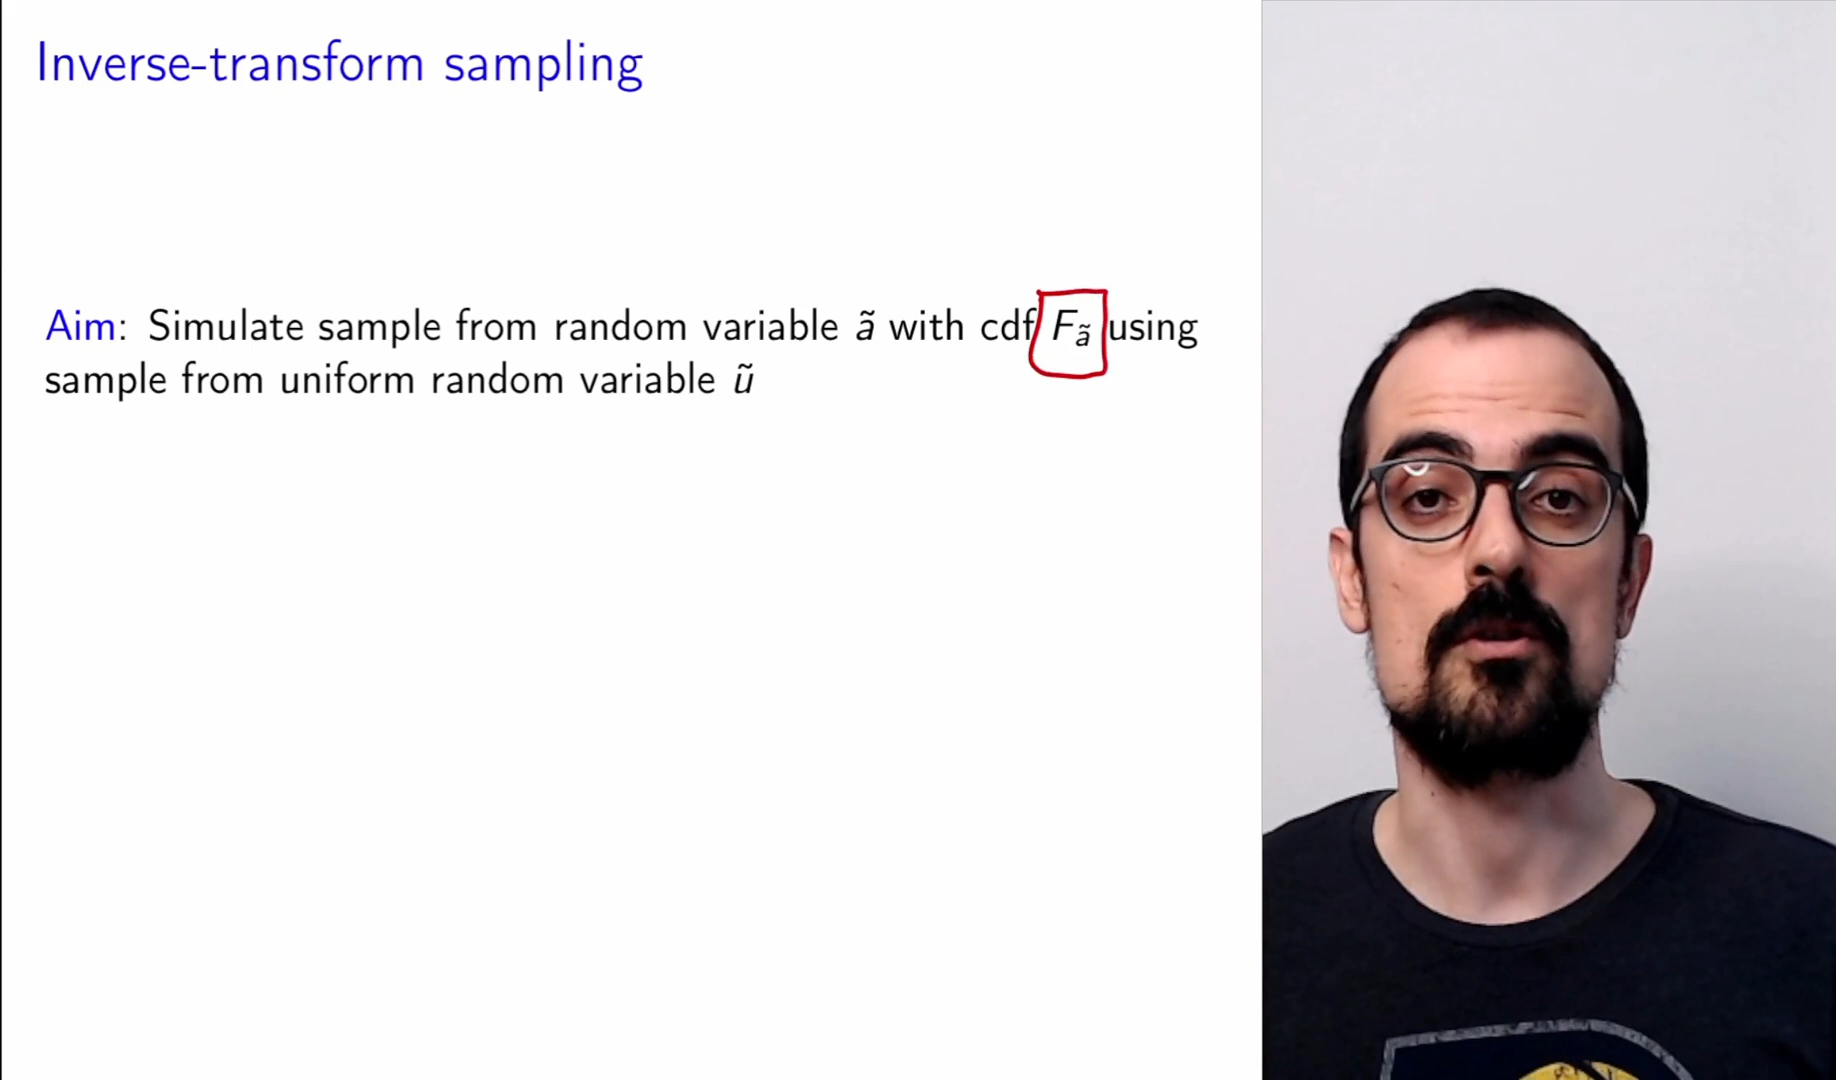 Inverse-transform sampling
Aim: Simulate sample from random variable ã with cdf F_ã using
sample from uniform random variable ũ